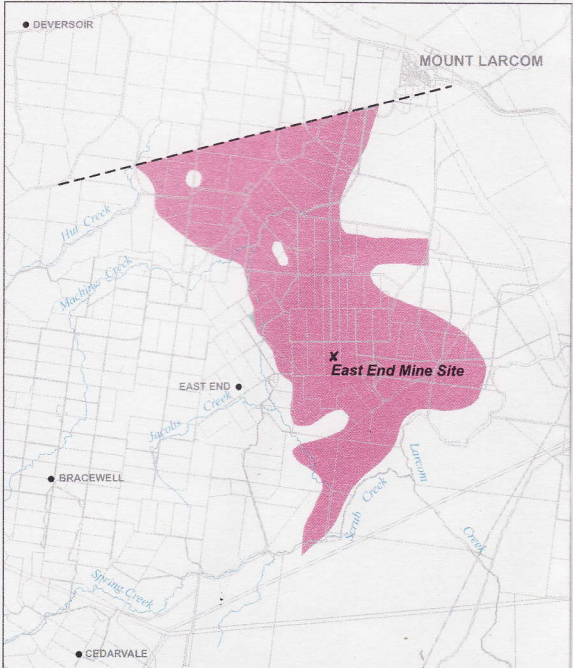 DEVERSOIR
MOUNT LARCOM
Hut Creek
Machine Creek
East End Mine Site
EAST END
Jacobs Creek
Larcom Creek
BRACEWELL
Scrub Creek
Spring Creek
CEDARVALE